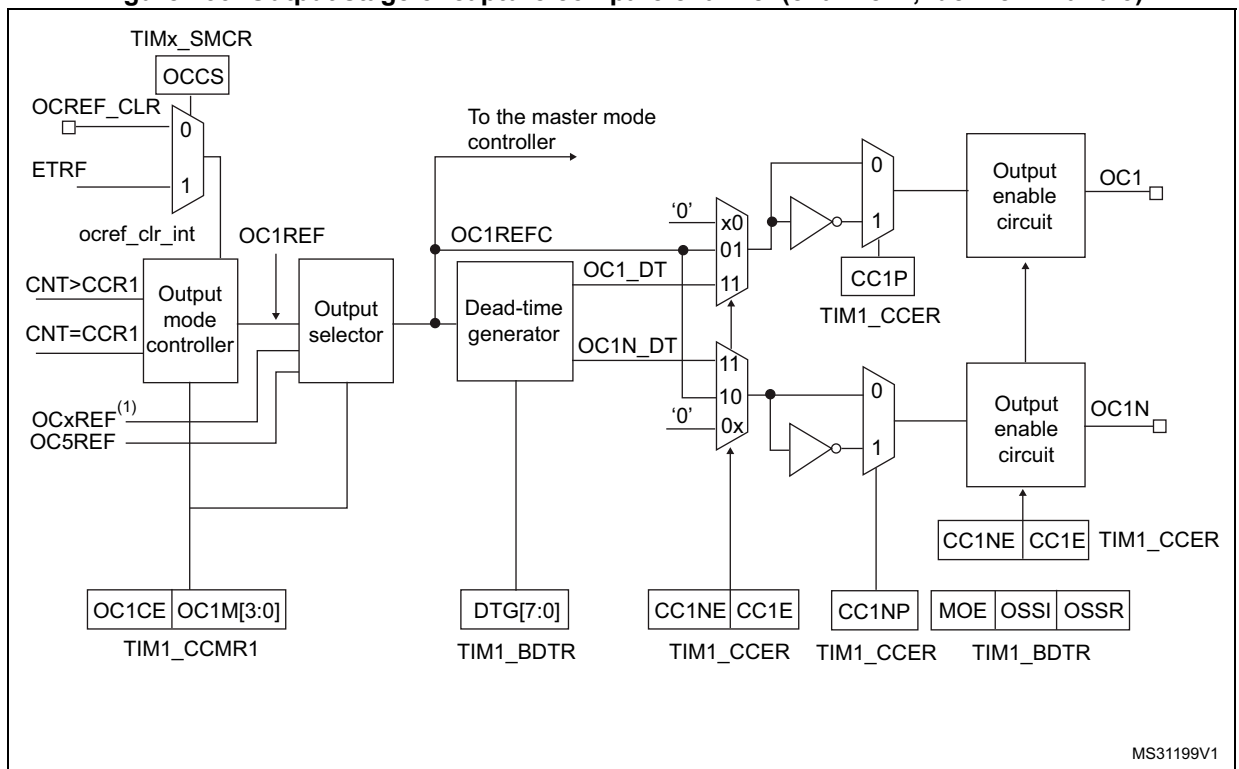 TIMx_SMCR
OCCS
OCREF_CLR
0
ETRF
1
ocref_clr_int
To the master mode
controller
OC1REF
OC1REFC
CNT>CCR1
CNT=CCR1
Output
mode
controller
Output
selector
OCxREF(1)
OC5REF
Dead-time
generator
OC1_DT
OC1N_DT
'0'
x0
01
11
11
10
'0'
0x
0
1
CC1P
TIM1_CCER
0
1
Output
enable
circuit
OC1
Output
enable
circuit
OC1N
CC1NE CC1E TIM1_CCER
OC1CE OC1M[3:0]
TIM1_CCMR1
DTG[7:0]
TIM1_BDTR
CC1NE CC1E
TIM1_CCER
CC1NP
TIM1_CCER
MOE OSSI OSSR
TIM1_BDTR
MS31199V1